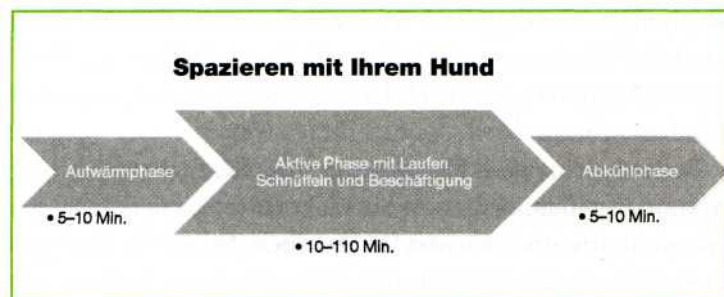 Spazieren mit Ihrem Hund
Aufwärmphase
• 5–10 Min.
Aktive Phase mit Laufen,
Schnüffeln und Beschäftigung
• 10–110 Min.
Abkühlphase
• 5–10 Min.